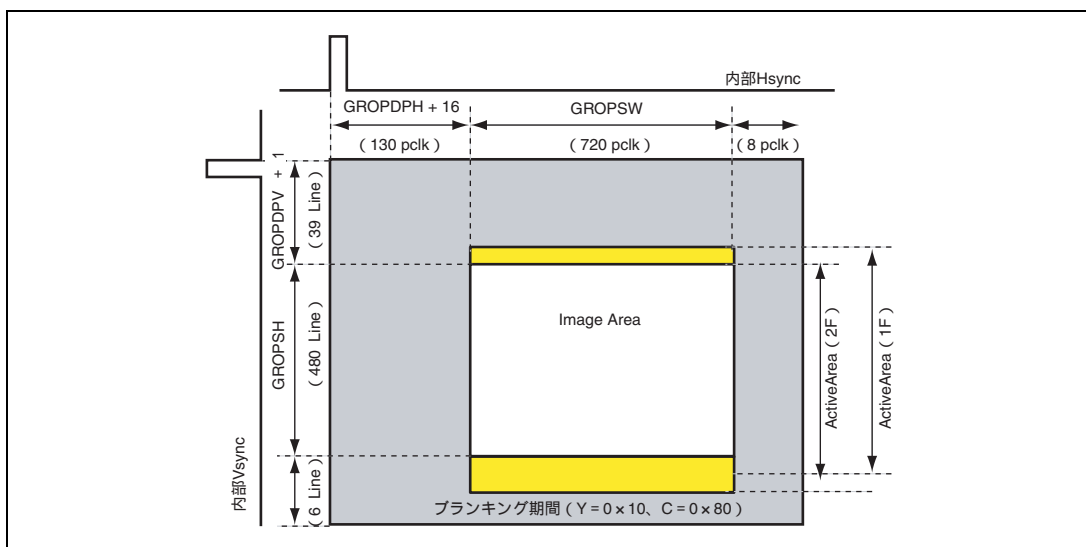 内部Hsync
GROPDPH + 16
GROPSW
( 130 pclk )
( 720 pclk )
( 8 pclk )
GROPDPV + 1
( 39 Line )
GROPSH
( 480 Line )
Image Area
ActiveArea ( 2F )
ActiveArea ( 1F )
内部Vsync
( 6 Line )
ブランキング期間 ( Y = 0 × 10、C = 0 × 80 )